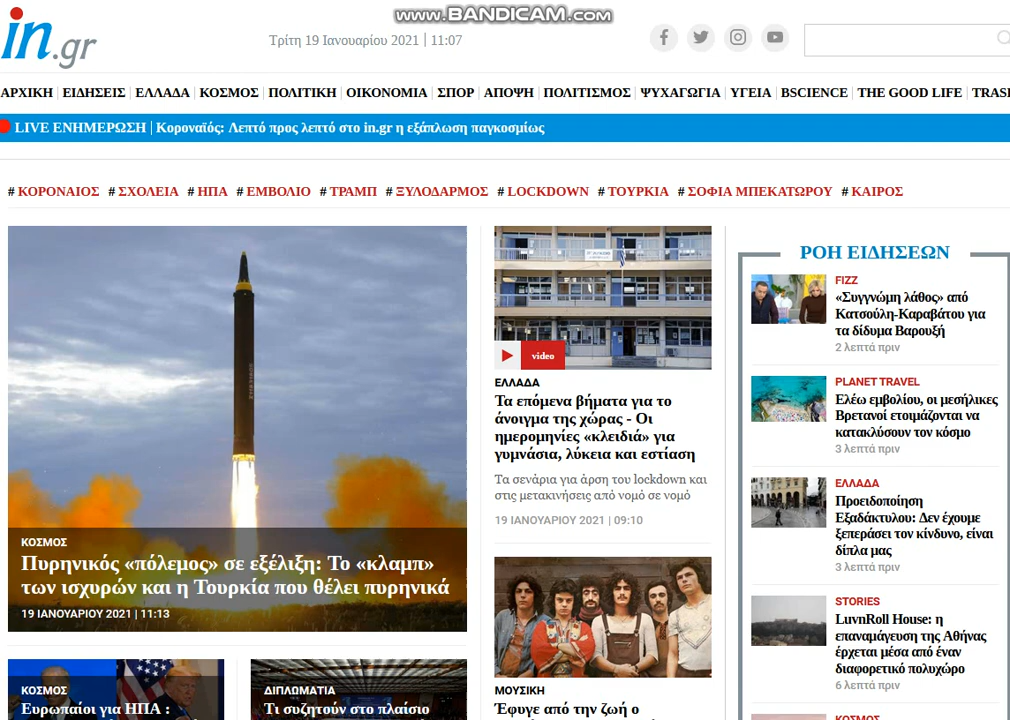 www.BANDICAM.com
in.gr
Τρίτη 19 Ιανουαρίου 2021 | 11:07
ΑΡΧΙΚΗ | ΕΙΔΗΣΕΙΣ | ΕΛΛΑΔΑ | ΚΟΣΜΟΣ | ΠΟΛΙΤΙΚΗ | ΟΙΚΟΝΟΜΙΑ | ΣΠΟΡ | ΑΠΟΨΗ | ΠΟΛΙΤΙΣΜΟΣ | ΨΥΧΑΓΩΓΙΑ | ΥΓΕΙΑ | BSCIENCE | THE GOOD LIFE | TRASH
LIVE ΕΝΗΜΕΡΩΣΗ | Κοροναϊός: Λεπτό προς λεπτό στο in.gr η εξάπλωση παγκοσμίως
# ΚΟΡΟΝΑΙΟΣ # ΣΧΟΛΕΙΑ # ΗΠΑ # ΕΜΒΟΛΙΟ # ΤΡΑΜΠ # ΞΥΛΟΔΑΡΜΟΣ # LOCKDOWN # ΤΟΥΡΚΙΑ # ΣΟΦΙΑ ΜΠΕΚΑΤΩΡΟΥ # ΚΑΙΡΟΣ
ΚΟΣΜΟΣ
Πυρηνικός «πόλεμος» σε εξέλιξη: Το «κλαμπ»
των ισχυρών και η Τουρκία που θέλει πυρηνικά
19 ΙΑΝΟΥΑΡΙΟΥ 2021 | 11:13
ΚΟΣΜΟΣ
Ευρωπαίοι για ΗΠΑ :
ΔΙΠΛΩΜΑΤΙΑ
Τι συζητούν στο πλαίσιο
video
ΕΛΛΑΔΑ
Τα επόμενα βήματα για το
άνοιγμα της χώρας - Οι
ημερομηνίες «κλειδιά» για
γυμνάσια, λύκεια και εστίαση
Τα σενάρια για άρση του lockdown και
στις μετακινήσεις από νομό σε νομό
19 ΙΑΝΟΥΑΡΙΟΥ 2021 | 09:10
ΜΟΥΣΙΚΗ
Έφυγε από την ζωή ο
ΡΟΗ ΕΙΔΗΣΕΩΝ
FIZZ
«Συγγνώμη λάθος» από
Κατσούλη-Καραβάτου για
τα δίδυμα Βαρουξή
2 λεπτά πριν
PLANET TRAVEL
Ελέω εμβολίου, οι μεσήλικες
Βρετανοί ετοιμάζονται να
κατακλύσουν τον κόσμο
3 λεπτά πριν
ΕΛΛΑΔΑ
Προειδοποίηση
Εξαδάκτυλου: Δεν έχουμε
ξεπεράσει τον κίνδυνο, είναι
δίπλα μας
3 λεπτά πριν
STORIES
LuvnRoll House: η
επαναμάγευση της Αθήνας
έρχεται μέσα από έναν
διαφορετικό πολυχώρο
6 λεπτά πριν
ΚΟΣΜΟΣ